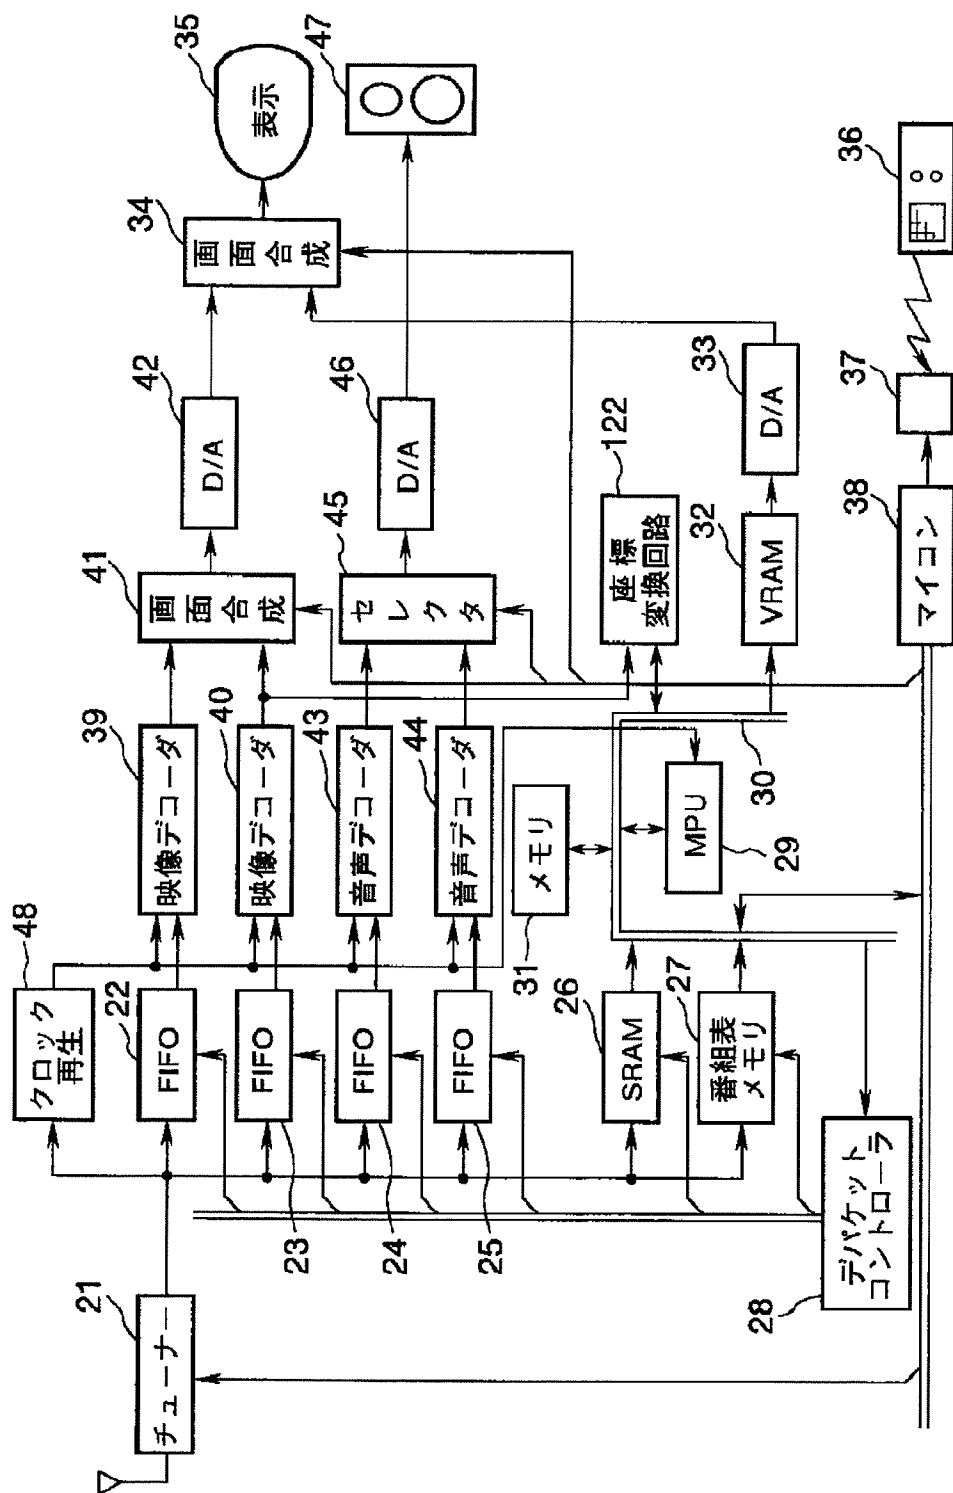 21
チューナー
48
クロック
再生
22
FIFO
FIFO
23
FIFO
24
FIFO
25
26
SRAM
27
番組表
メモリ
28
デパケット
コントローラ
39
映像デコーダ
40
映像デコーダ
43
音声デコーダ
44
音声デコーダ
31
メモリ
MPU
29
30
41
画面合成
45
セレクタ
122
座標
変換回路
32
VRAM
38
マイコン
42
D/A
46
D/A
33
D/A
37
34
画面合成
35
表示
47
36